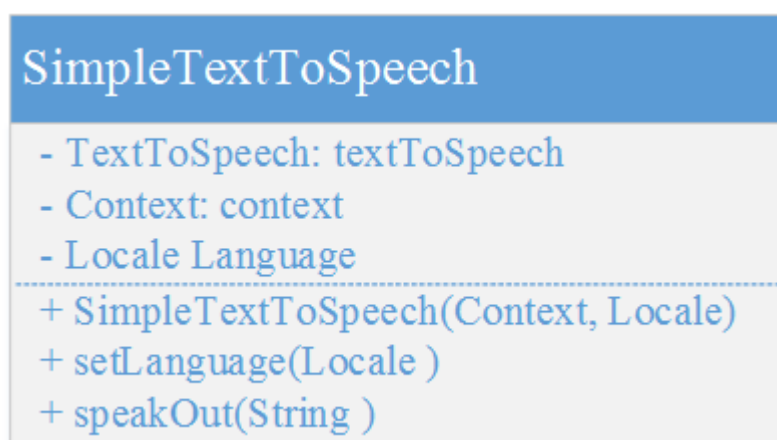 SimpleTextToSpeech
- TextToSpeech: textToSpeech
- Context: context
- Locale Language
+ SimpleTextToSpeech(Context, Locale)
+ setLanguage(Locale )
+ speakOut(String )